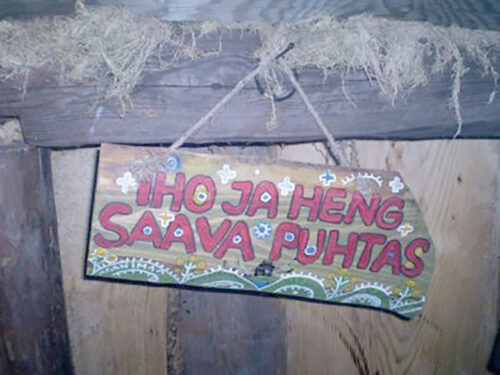 IHO JA HENG
SAAVA PUHTAS